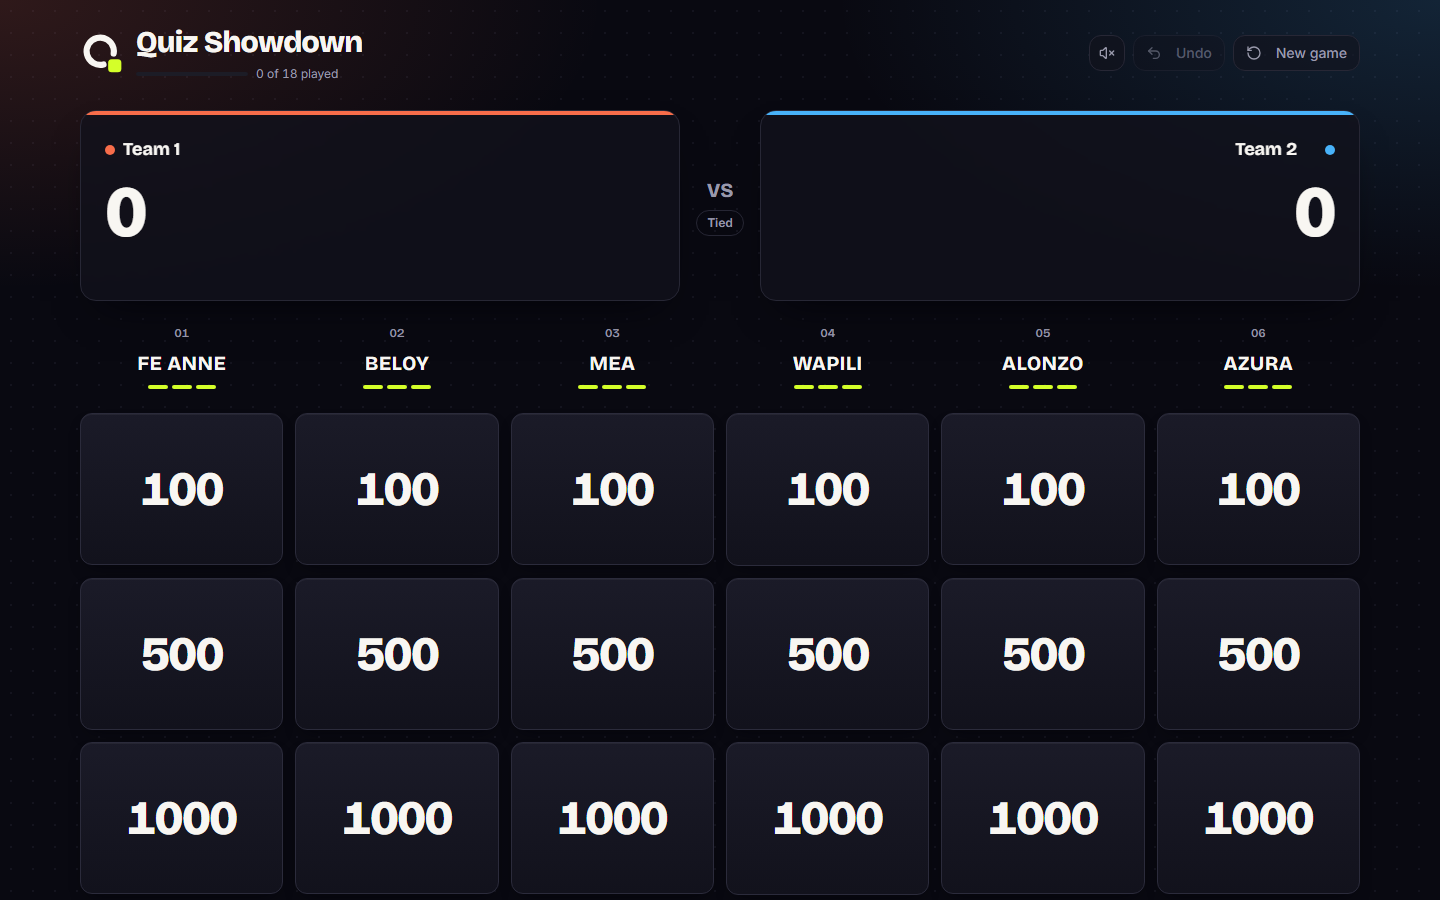 Quiz Showdown
0 of 18 played
Undo
New game
Team 1
0
VS
Tied
Team 2
0
01 02 03 04 05 06
FE ANNE BELOY MEA WAPILI ALONZO AZURA
100 100 100 100 100 100
500 500 500 500 500 500
1000 1000 1000 1000 1000 1000